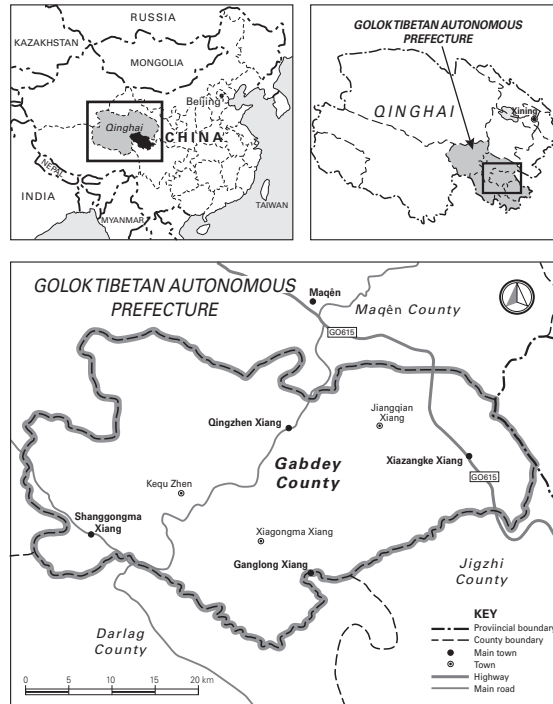 RUSSIA
KAZAKHSTAN
MONGOLIA
Beijing
Qinghai
CHINA
NEPAL
INDIA
MYANMAR
TAIWAN
GOLOK TIBETAN AUTONOMOUS
PREFECTURE
QINGHAI
Xining
GOLOK TIBETAN AUTONOMOUS
PREFECTURE
Maqên
Maqên County
GO615
Qingzhen Xiang
Jiangqian
Xiang
Gabdey
County
Xiazangke Xiang
GO615
Kequ Zhen
Shanggongma
Xiang
Xiagongma Xiang
Ganglong Xiang
Jigzhi
County
Darlag
County
KEY
Proviincial boundary
County boundary
Main town
Town
Highway
Main road
0 5 10 15 20 km